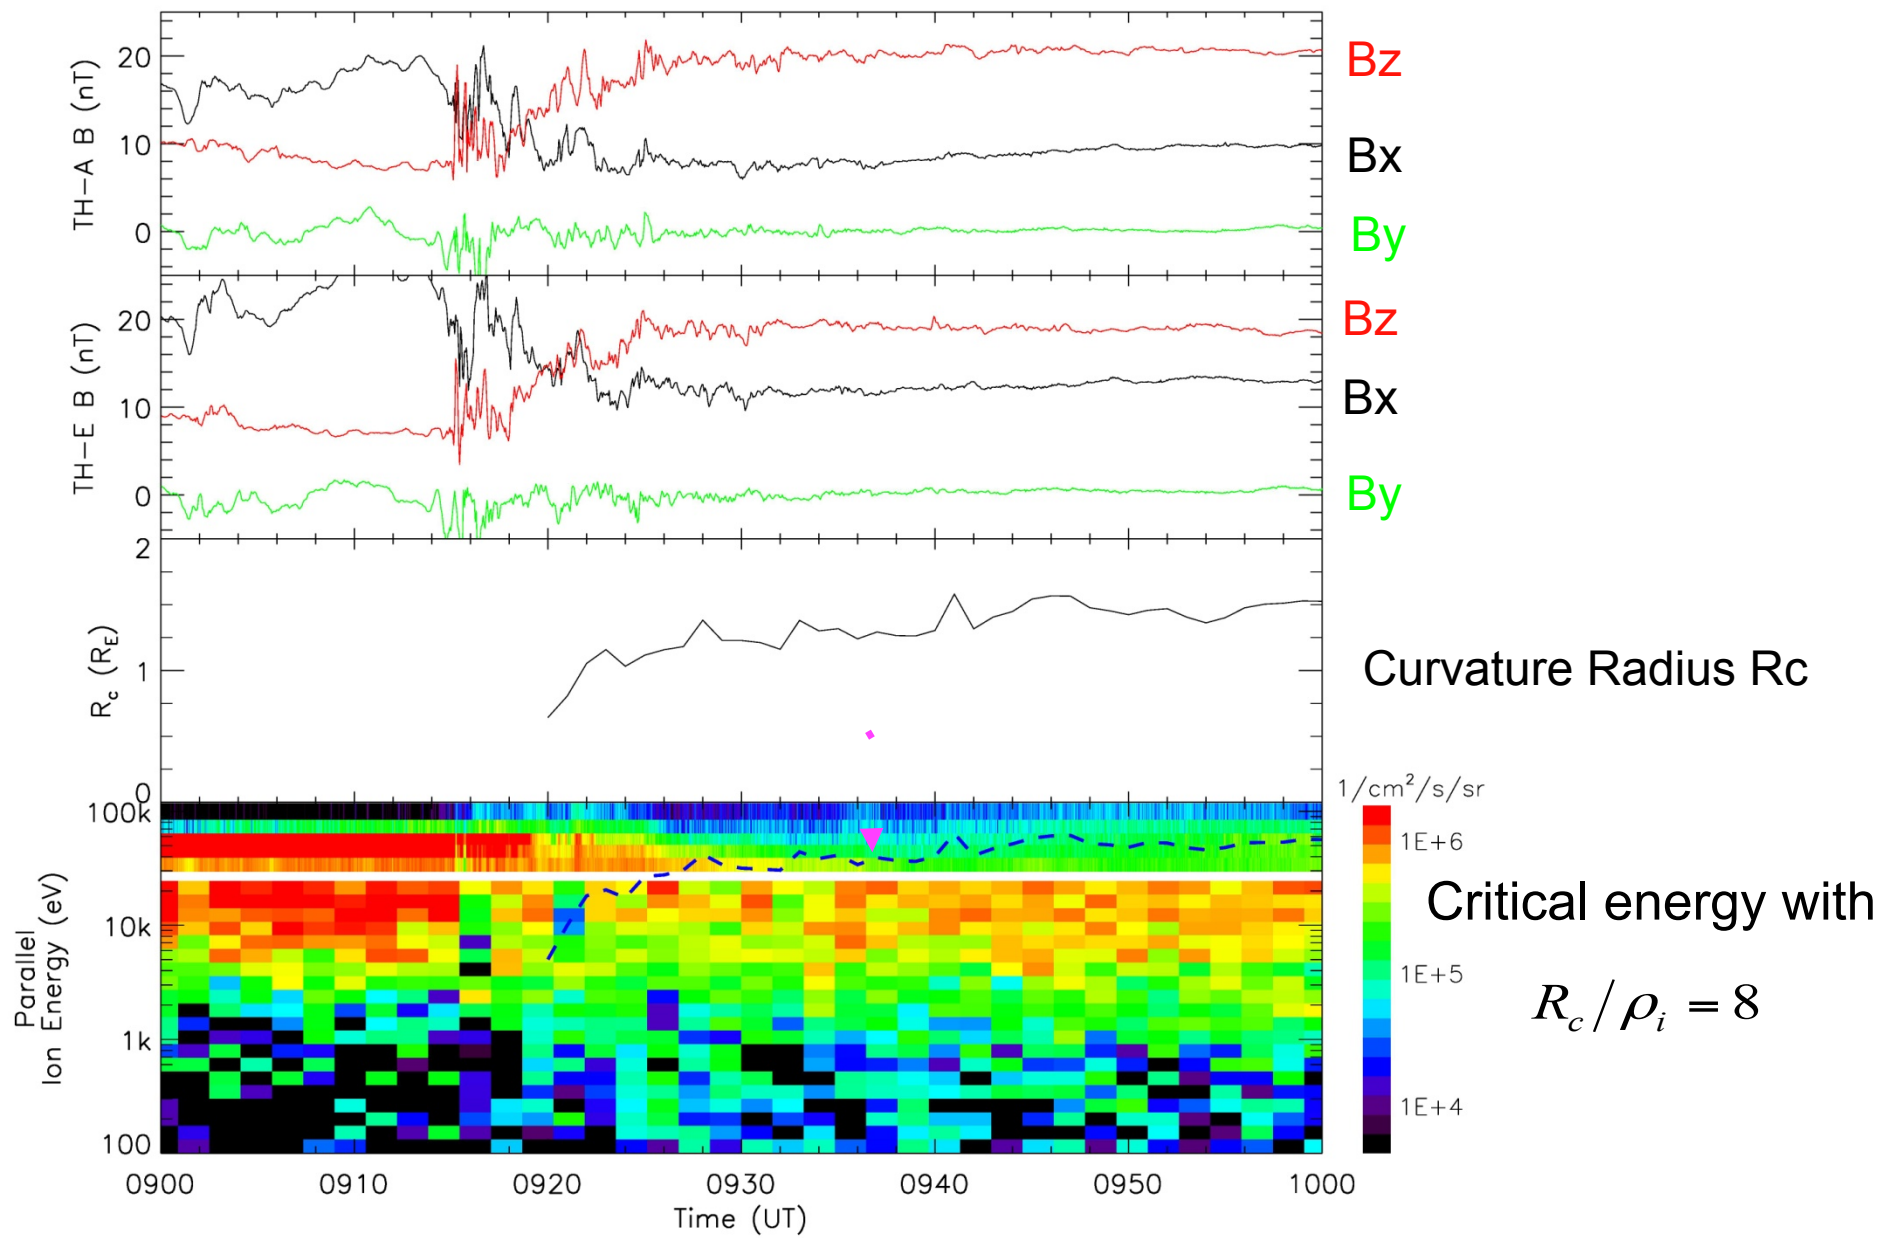 TH-A B (nT)
20
10
0
Bz
Bx
By
TH-E B (nT)
20
10
0
Bz
Bx
By
Rc (RE)
2
1
0
Curvature Radius Rc
Parallel
Ion Energy (eV)
100k
10k
1k
100
1/cm²/s/sr
1E+6
1E+5
1E+4
Critical energy with
Rc/ρi = 8
0900 0910 0920 0930 0940 0950 1000
Time (UT)